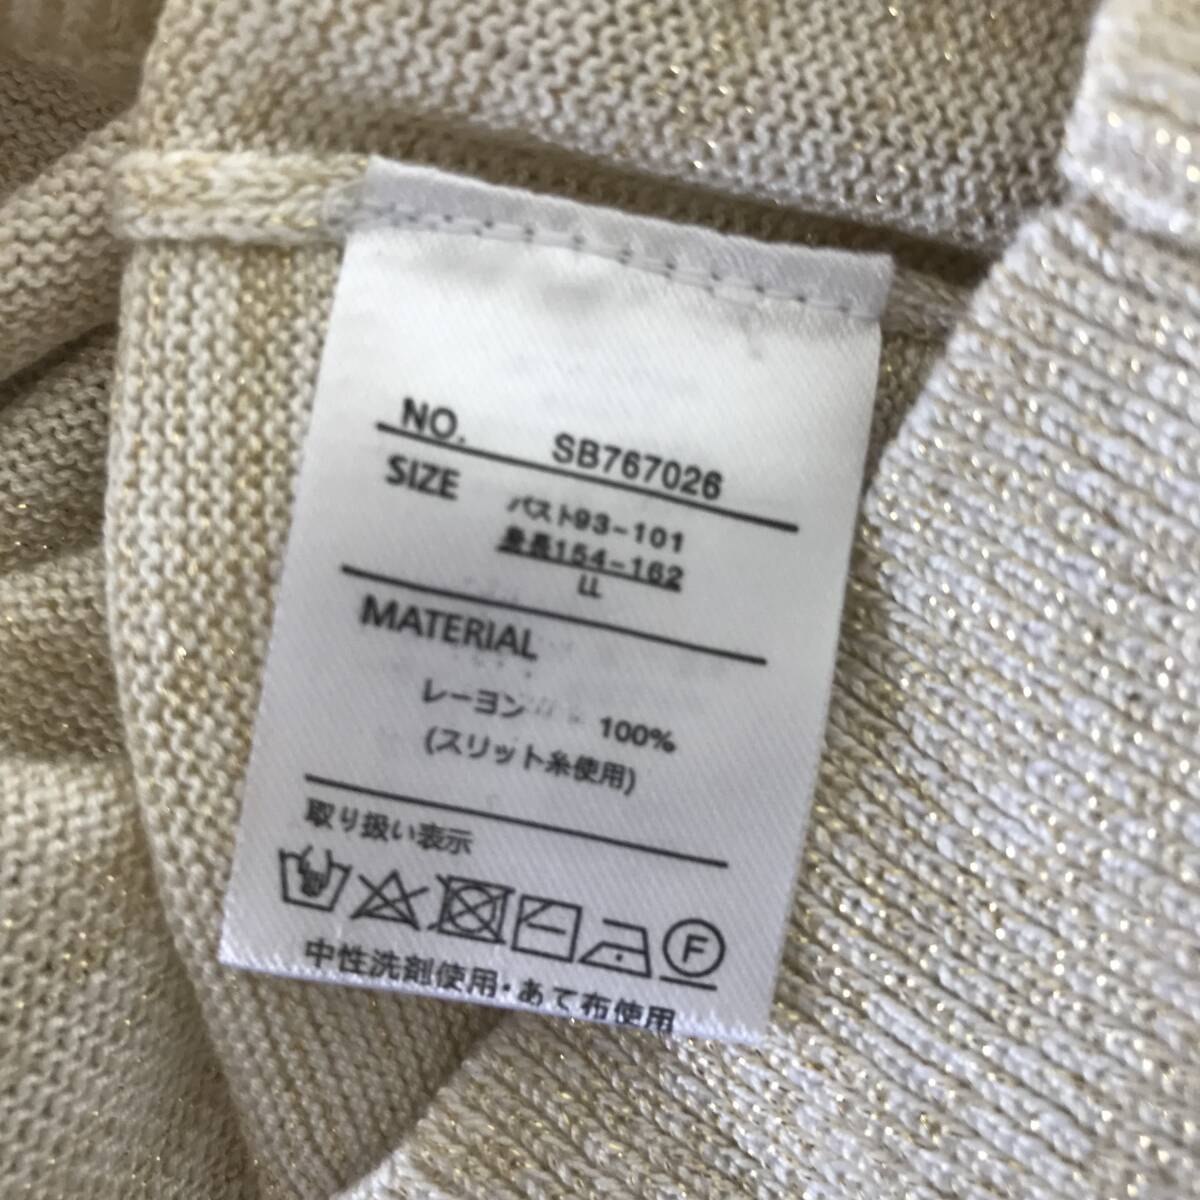 NO. SB767026
SIZE バスト93-101
身長154-162
LL
MATERIAL
レーヨン 100%
(スリット糸使用)
取り扱い表示
F
中性洗剤使用・あて布使用